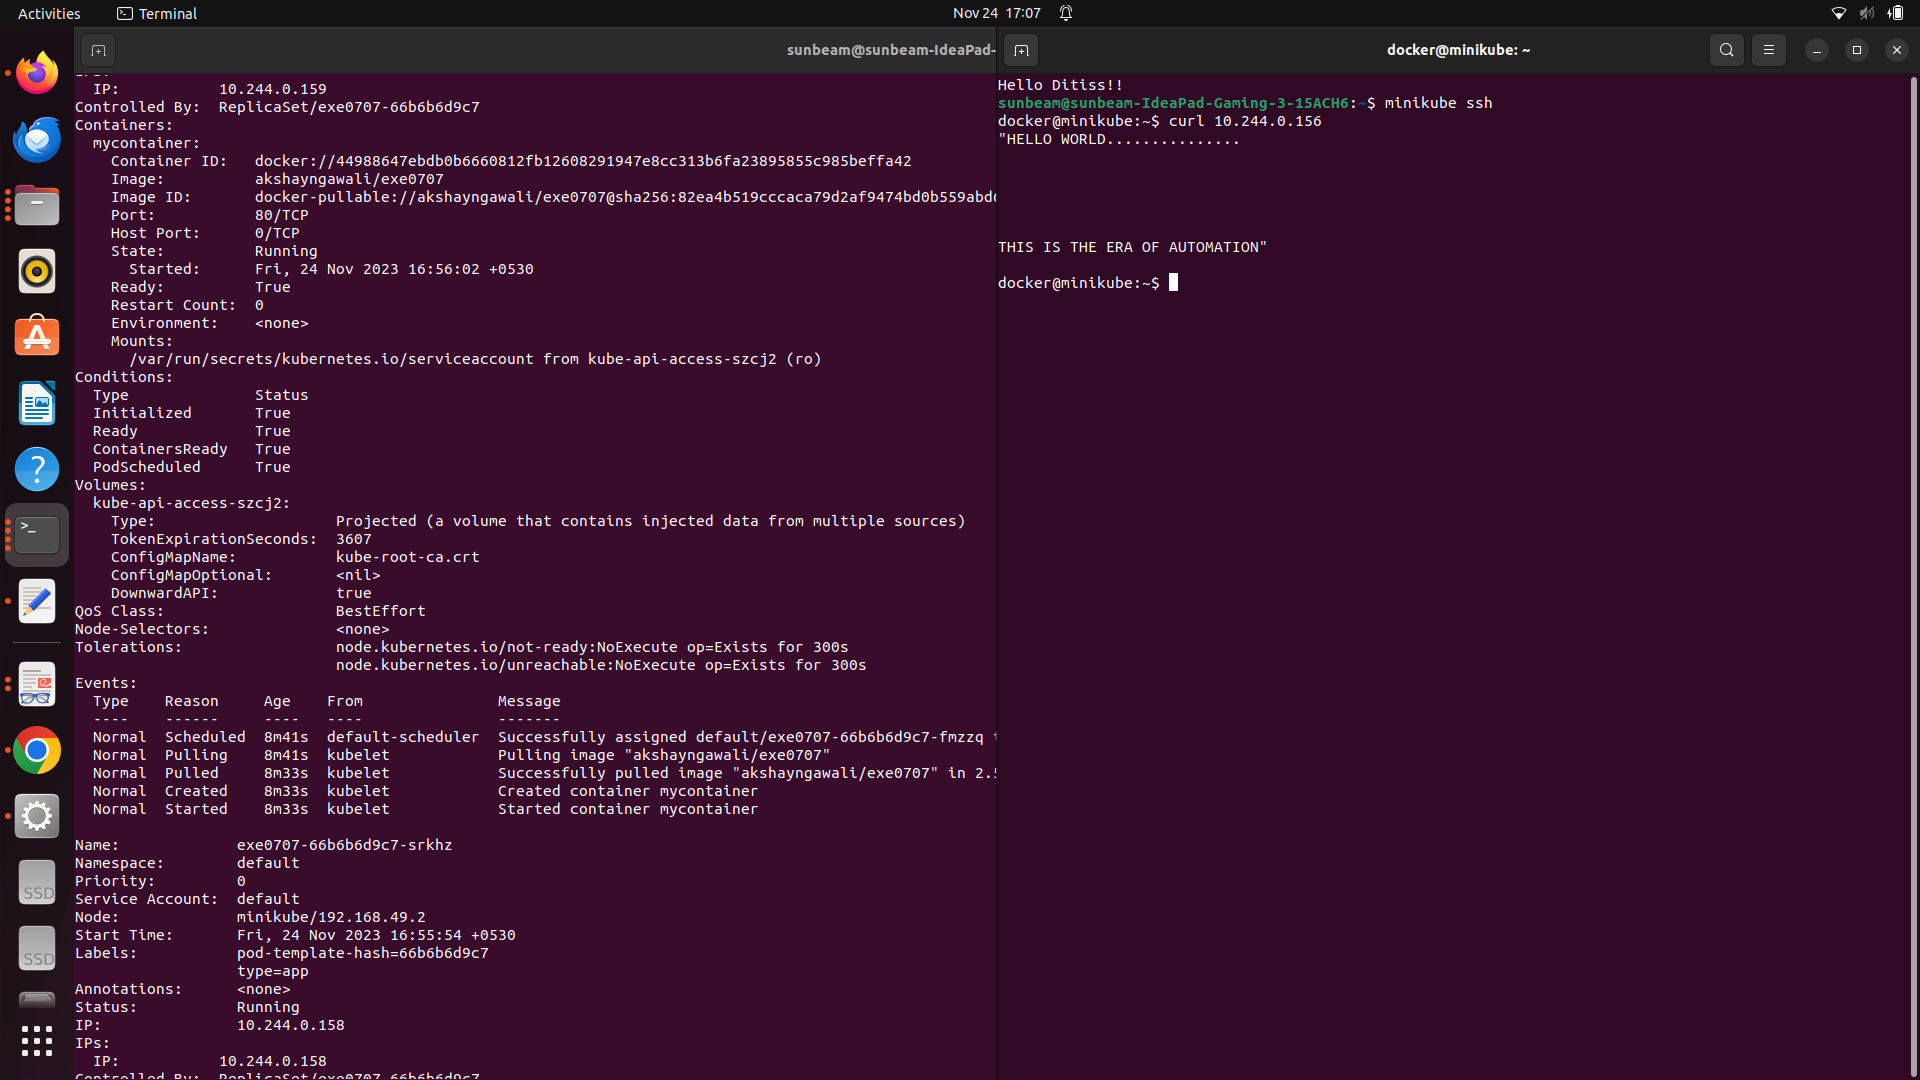 Activities
Terminal
Nov 24 17:07
sunbeam@sunbeam-IdeaPad-
IP: 10.244.0.159
Controlled By: ReplicaSet/exe0707-66b6b6d9c7
Containers:
mycontainer:
Container ID: docker://44988647ebdb0b6660812fb12608291947e8cc313b6fa23895855c985beffa42
Image: akshayngawali/exe0707
Image ID: docker-pullable://akshayngawali/exe0707@sha256:82ea4b519cccaca79d2af9474bd0b559abd
Port: 80/TCP
Host Port: 0/TCP
State: Running
Started: Fri, 24 Nov 2023 16:56:02 +0530
Ready: True
Restart Count: 0
Environment: <none>
Mounts:
/var/run/secrets/kubernetes.io/serviceaccount from kube-api-access-szcj2 (ro)
Conditions:
Type Status
Initialized True
Ready True
ContainersReady True
PodScheduled True
Volumes:
kube-api-access-szcj2:
Type: Projected (a volume that contains injected data from multiple sources)
TokenExpirationSeconds: 3607
ConfigMapName: kube-root-ca.crt
ConfigMapOptional: <nil>
DownwardAPI: true
QoS Class: BestEffort
Node-Selectors: <none>
Tolerations: node.kubernetes.io/not-ready:NoExecute op=Exists for 300s
node.kubernetes.io/unreachable:NoExecute op=Exists for 300s
Events:
Type Reason Age From Message
---- ------ ---- ---- -------
Normal Scheduled 8m41s default-scheduler Successfully assigned default/exe0707-66b6b6d9c7-fmzzq
Normal Pulling 8m41s kubelet Pulling image "akshayngawali/exe0707"
Normal Pulled 8m33s kubelet Successfully pulled image "akshayngawali/exe0707" in 2.5
Normal Created 8m33s kubelet Created container mycontainer
Normal Started 8m33s kubelet Started container mycontainer
Name: exe0707-66b6b6d9c7-srkhz
Namespace: default
Priority: 0
Service Account: default
Node: minikube/192.168.49.2
Start Time: Fri, 24 Nov 2023 16:55:54 +0530
Labels: pod-template-hash=66b6b6d9c7
type=app
Annotations: <none>
Status: Running
IP: 10.244.0.158
IPs:
IP: 10.244.0.158
Controlled By: ReplicaSet/exe0707-66b6b6d9c7
docker@minikube: ~
Hello Ditiss!!
sunbeam@sunbeam-IdeaPad-Gaming-3-15ACH6:~$ minikube ssh
docker@minikube:~$ curl 10.244.0.156
"HELLO WORLD...............
THIS IS THE ERA OF AUTOMATION"
docker@minikube:~$
SSD
SSD